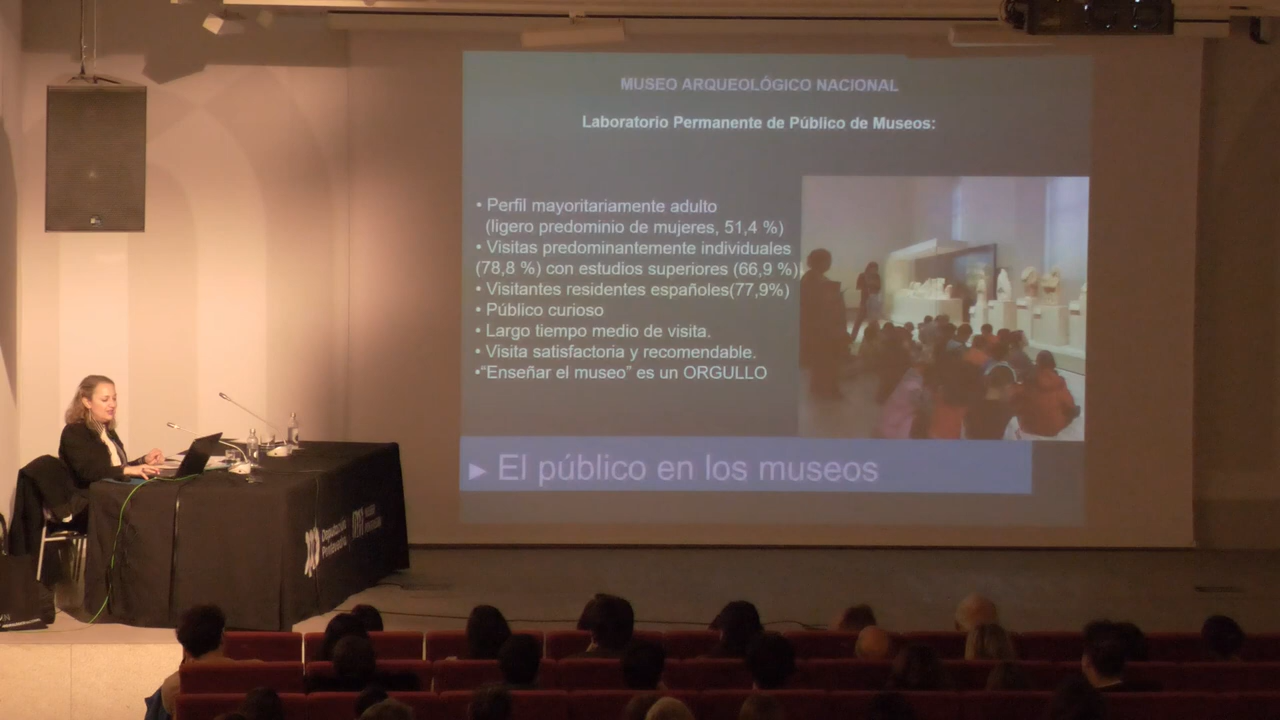 MUSEO ARQUEOLÓGICO NACIONAL
Laboratorio Permanente de Público de Museos:
• Perfil mayoritariamente adulto
(ligero predominio de mujeres, 51,4 %)
• Visitas predominantemente individuales
(78,8 %) con estudios superiores (66,9 %)
• Visitantes residentes españoles(77,9%)
• Público curioso
• Largo tiempo medio de visita.
• Visita satisfactoria y recomendable.
•“Enseñar el museo” es un ORGULLO
► El público en los museos
Deputación
Pontevedra